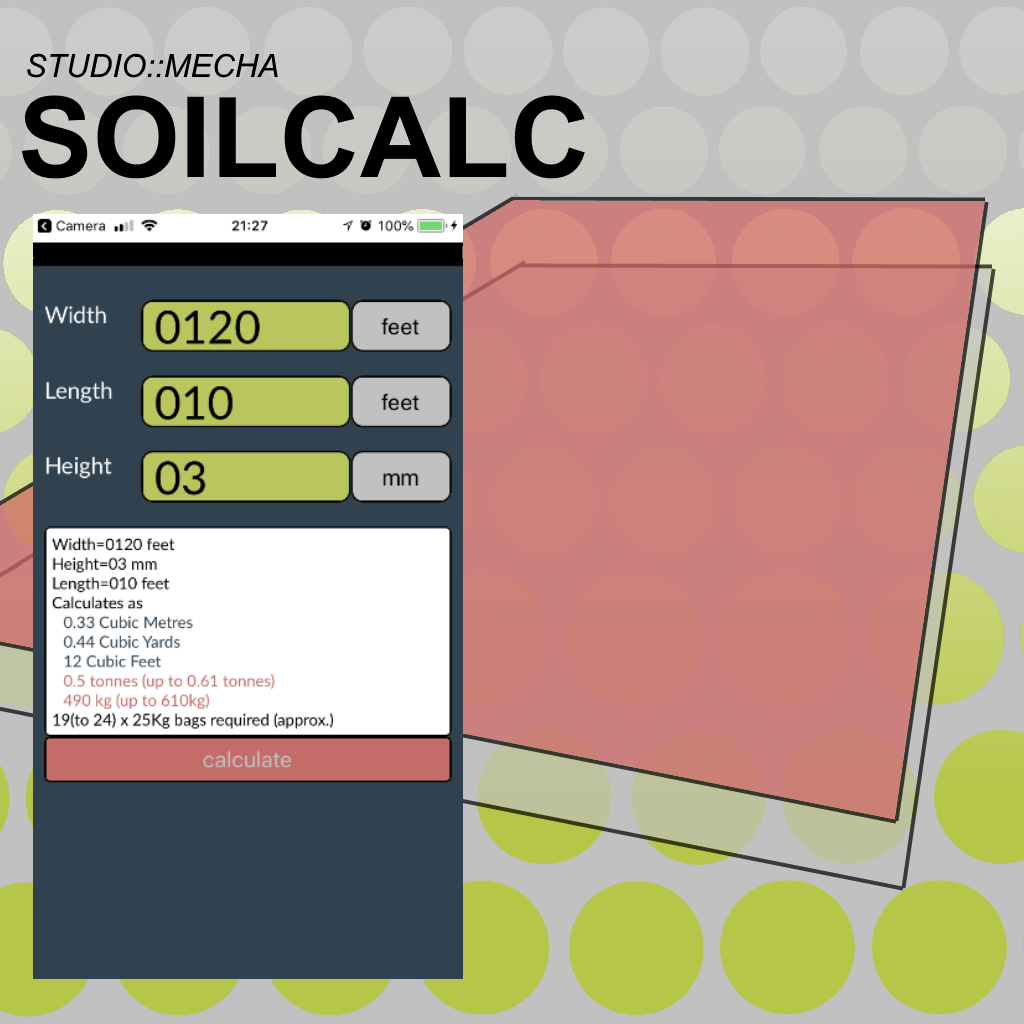 STUDIO::MECHA
SOILCALC
Camera 21:27 100%
Width 0120 feet
Length 010 feet
Height 03 mm
Width=0120 feet
Height=03 mm
Length=010 feet
Calculates as
0.33 Cubic Metres
0.44 Cubic Yards
12 Cubic Feet
0.5 tonnes (up to 0.61 tonnes)
490 kg (up to 610kg)
19(to 24) x 25Kg bags required (approx.)
calculate